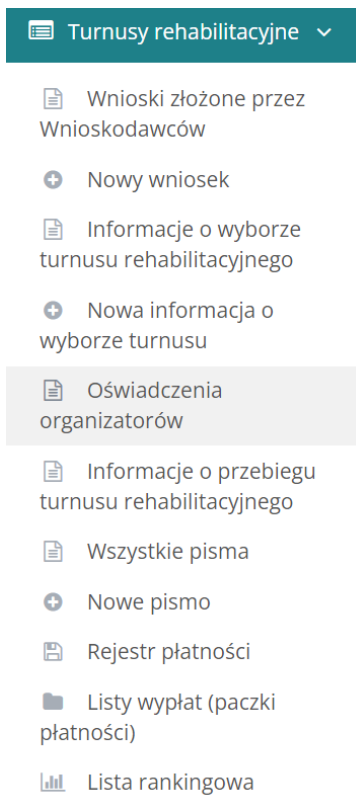 Turnusy rehabilitacyjne
Wnioski złożone przez
Wnioskodawców
Nowy wniosek
Informacje o wyborze
turnusu rehabilitacyjnego
Nowa informacja o
wyborze turnusu
Oświadczenia
organizatorów
Informacje o przebiegu
turnusu rehabilitacyjnego
Wszystkie pisma
Nowe pismo
Rejestr płatności
Listy wypłat (paczki
płatności)
Lista rankingowa